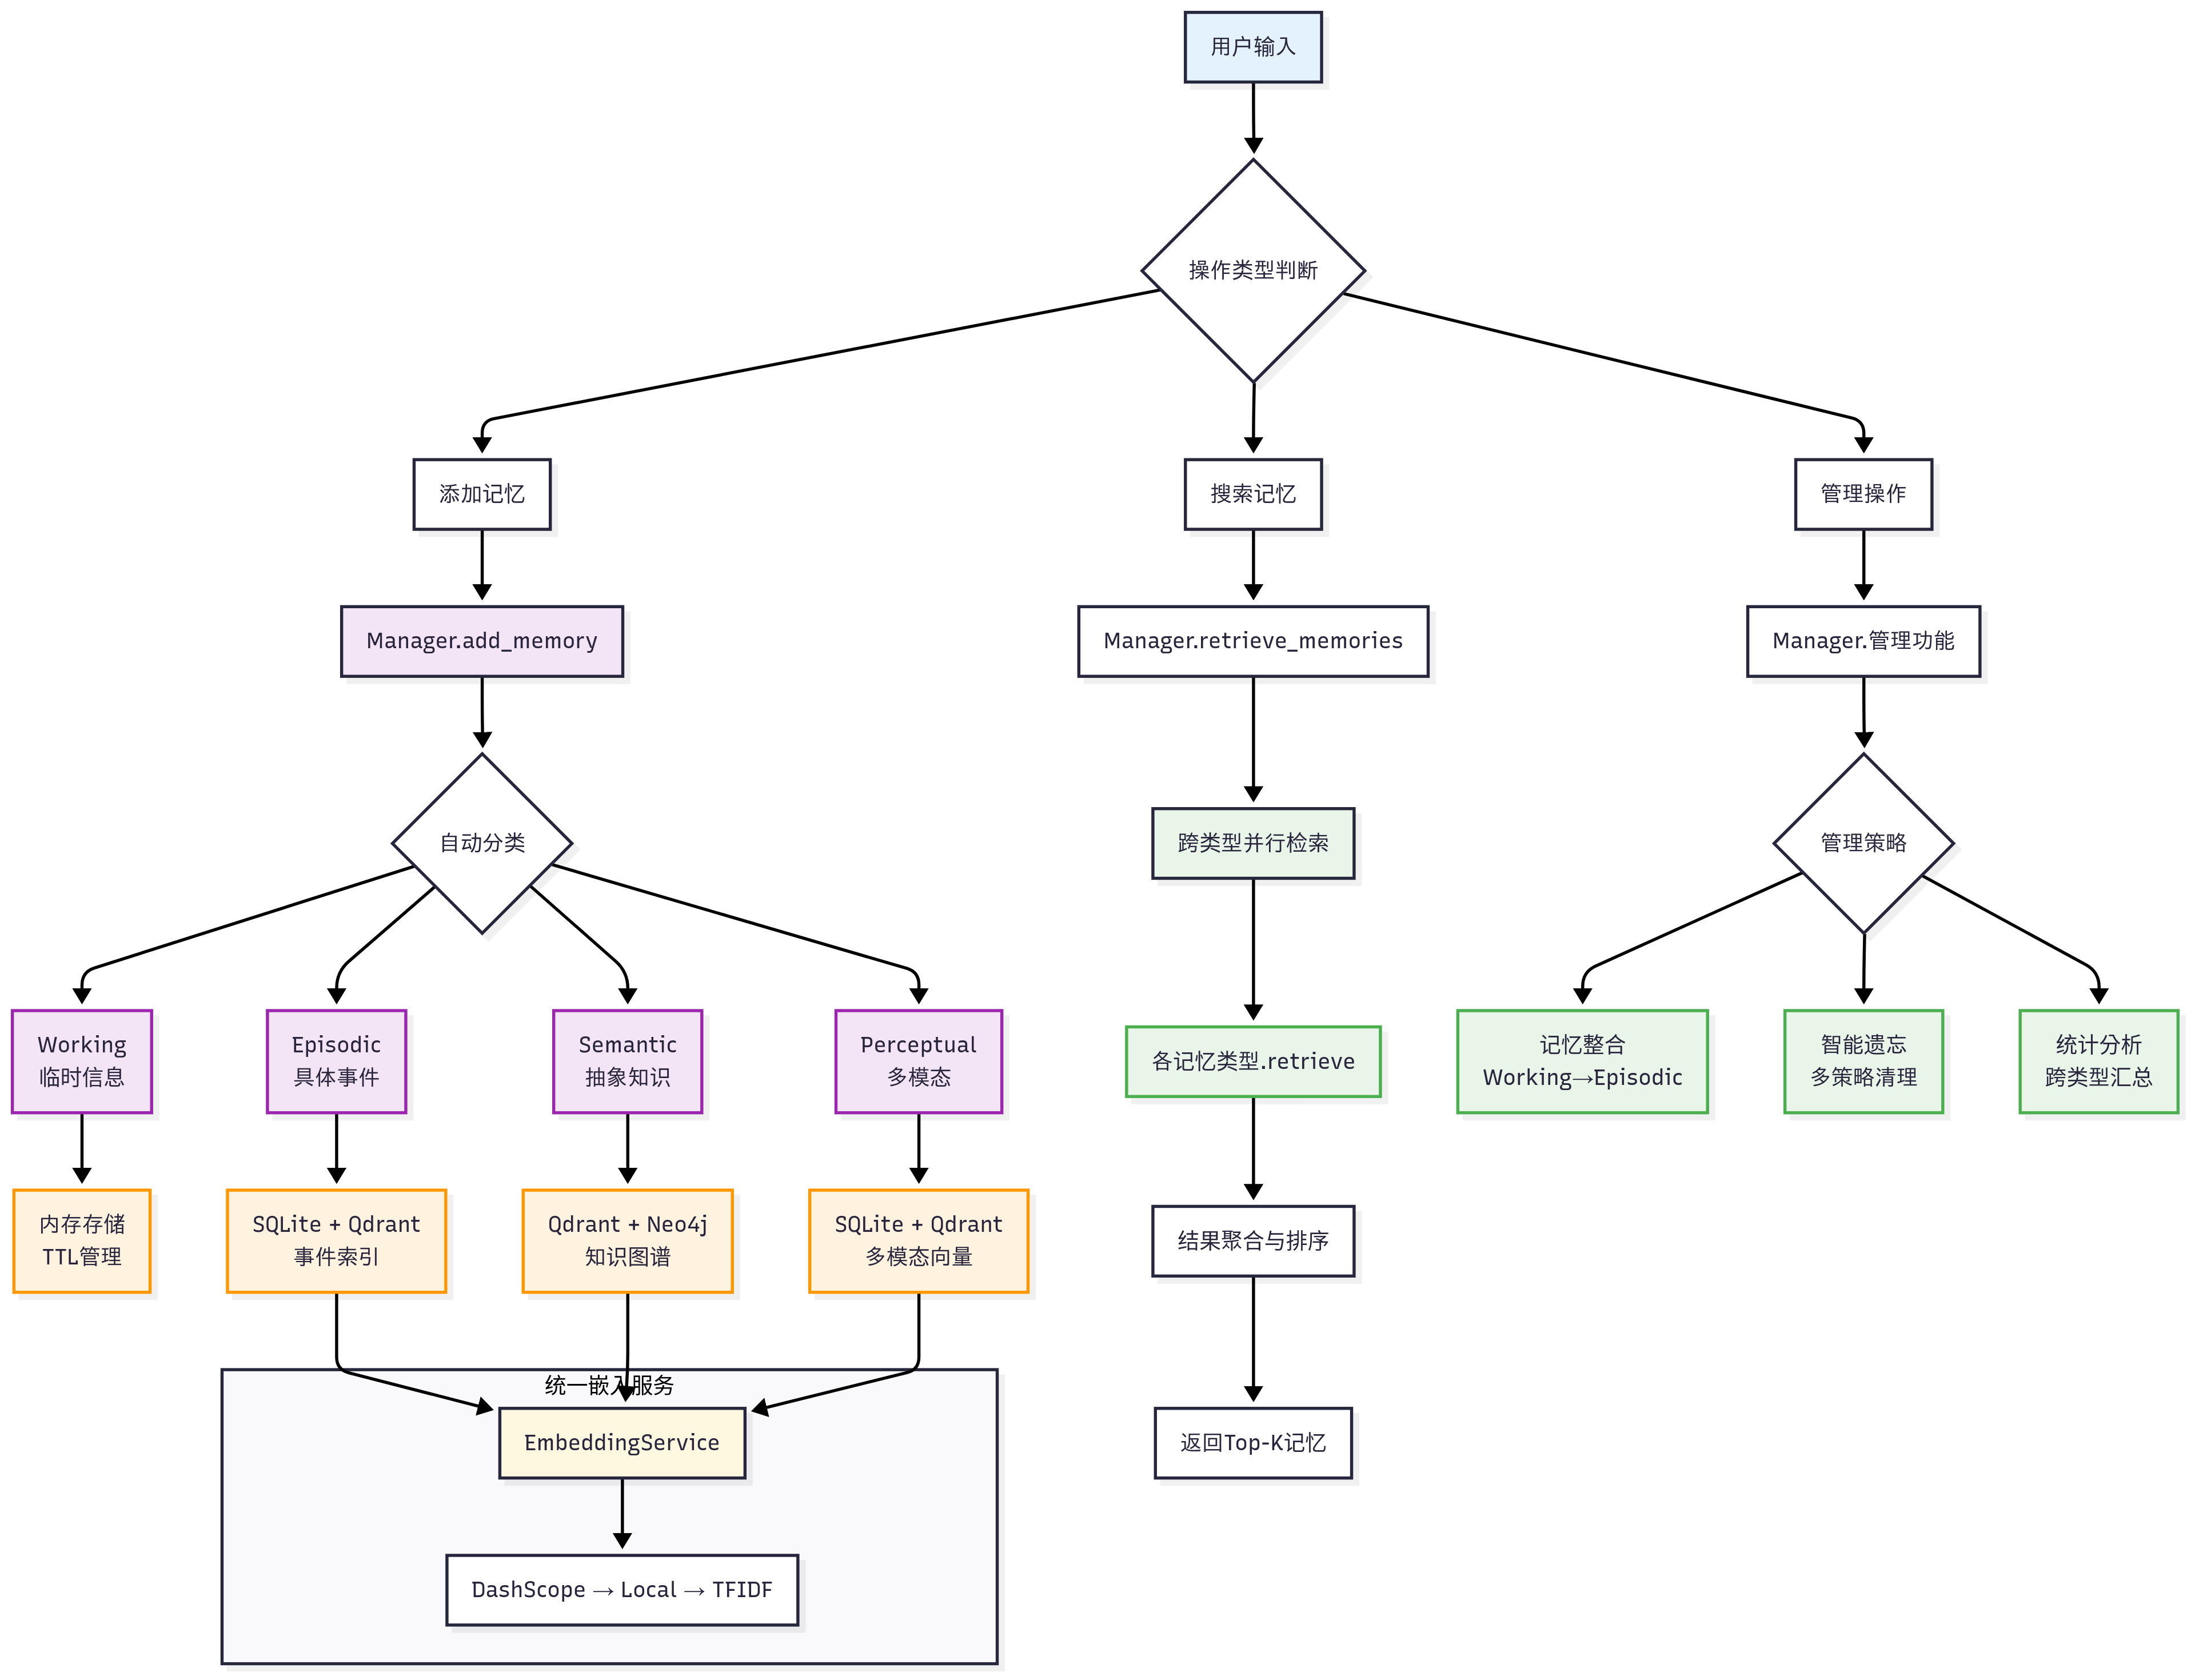 用户输入
操作类型判断
添加记忆
搜索记忆
管理操作
Manager.add_memory
Manager.retrieve_memories
Manager.管理功能
自动分类
跨类型并行检索
管理策略
Working
临时信息
Episodic
具体事件
Semantic
抽象知识
Perceptual
多模态
各记忆类型.retrieve
记忆整合
Working→Episodic
智能遗忘
多策略清理
统计分析
跨类型汇总
内存存储
TTL管理
SQLite + Qdrant
事件索引
Qdrant + Neo4j
知识图谱
SQLite + Qdrant
多模态向量
结果聚合与排序
统一嵌入服务
EmbeddingService
返回Top-K记忆
DashScope → Local → TFIDF